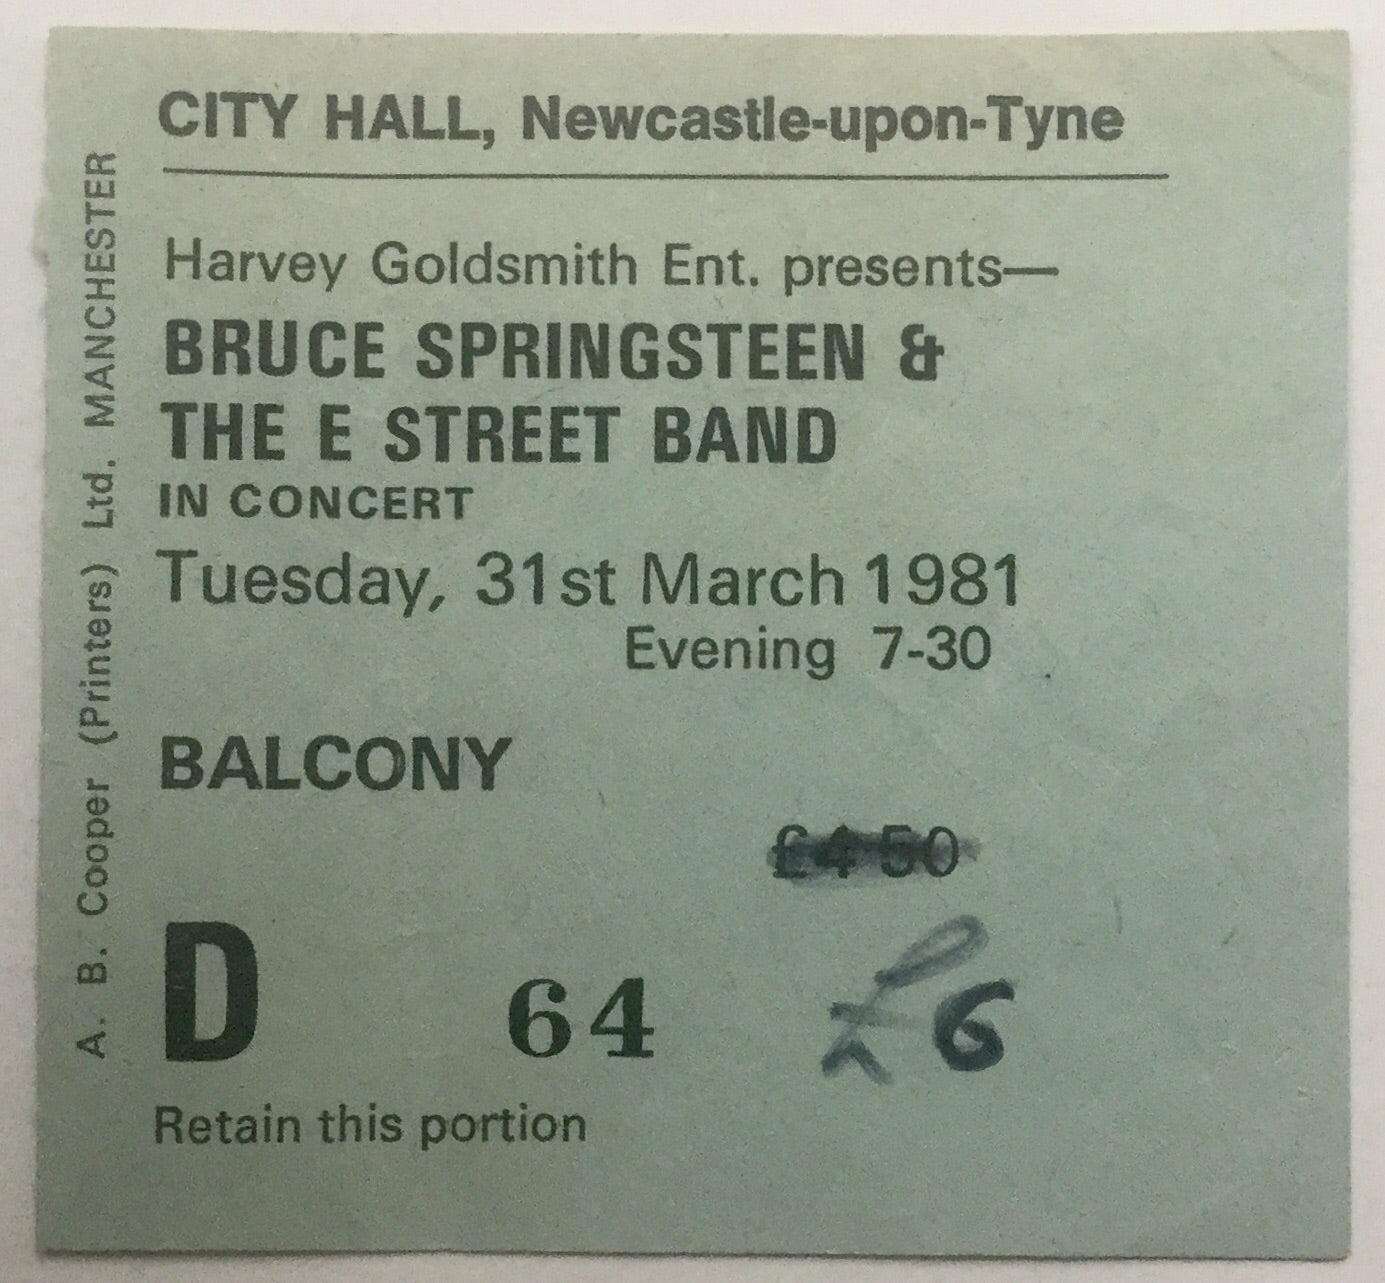 CITY HALL, Newcastle-upon-Tyne
Harvey Goldsmith Ent. presents—
BRUCE SPRINGSTEEN &
THE E STREET BAND
IN CONCERT
Tuesday, 31st March 1981
Evening 7-30
BALCONY
£4 50
D 64 £6
Retain this portion
A. B. Cooper (Printers) Ltd. MANCHESTER